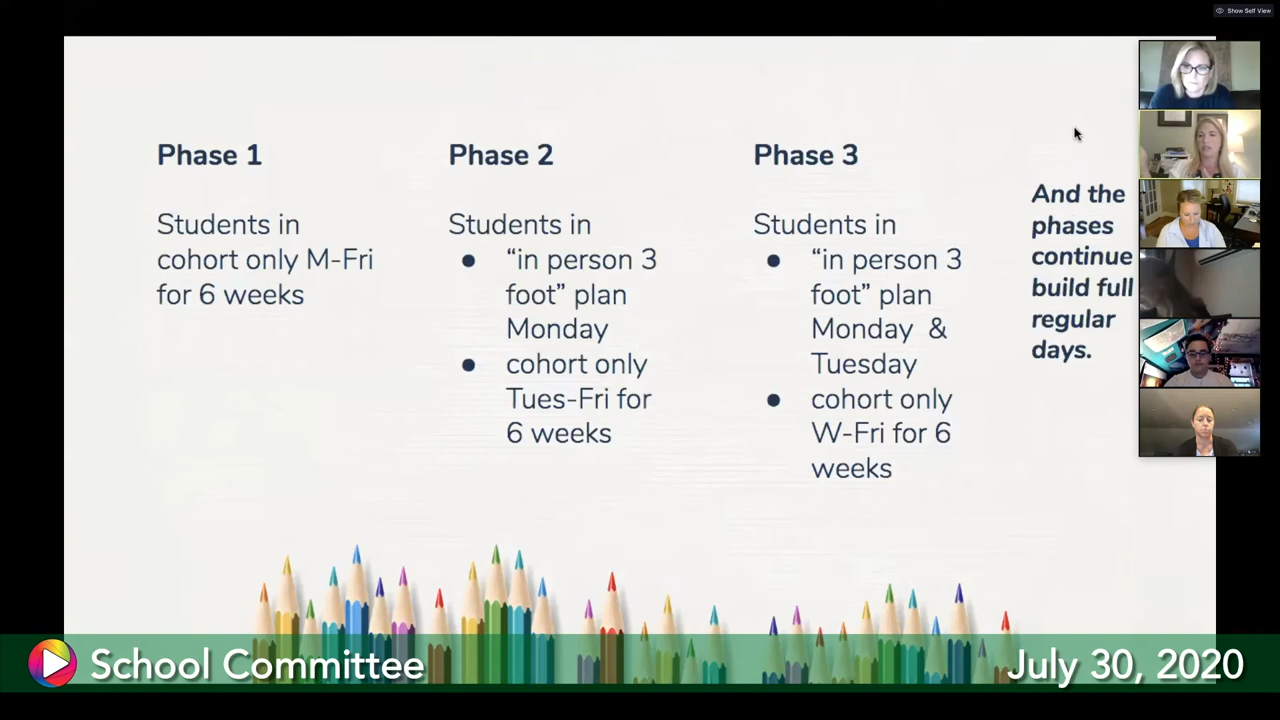 Show Self View
Phase 1
Students in
cohort only M-Fri
for 6 weeks
Phase 2
Students in
● “in person 3
foot” plan
Monday
● cohort only
Tues-Fri for
6 weeks
Phase 3
Students in
● “in person 3
foot” plan
Monday &
Tuesday
● cohort only
W-Fri for 6
weeks
And the
phases
continue
build full
regular
days.
School Committee
July 30, 2020